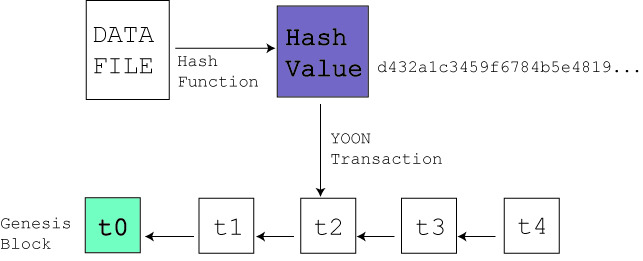 DATA
FILE
Hash
Function
Hash
Value
d432a1c3459f6784b5e4819...
YOON
Transaction
Genesis
Block
t0
t1
t2
t3
t4